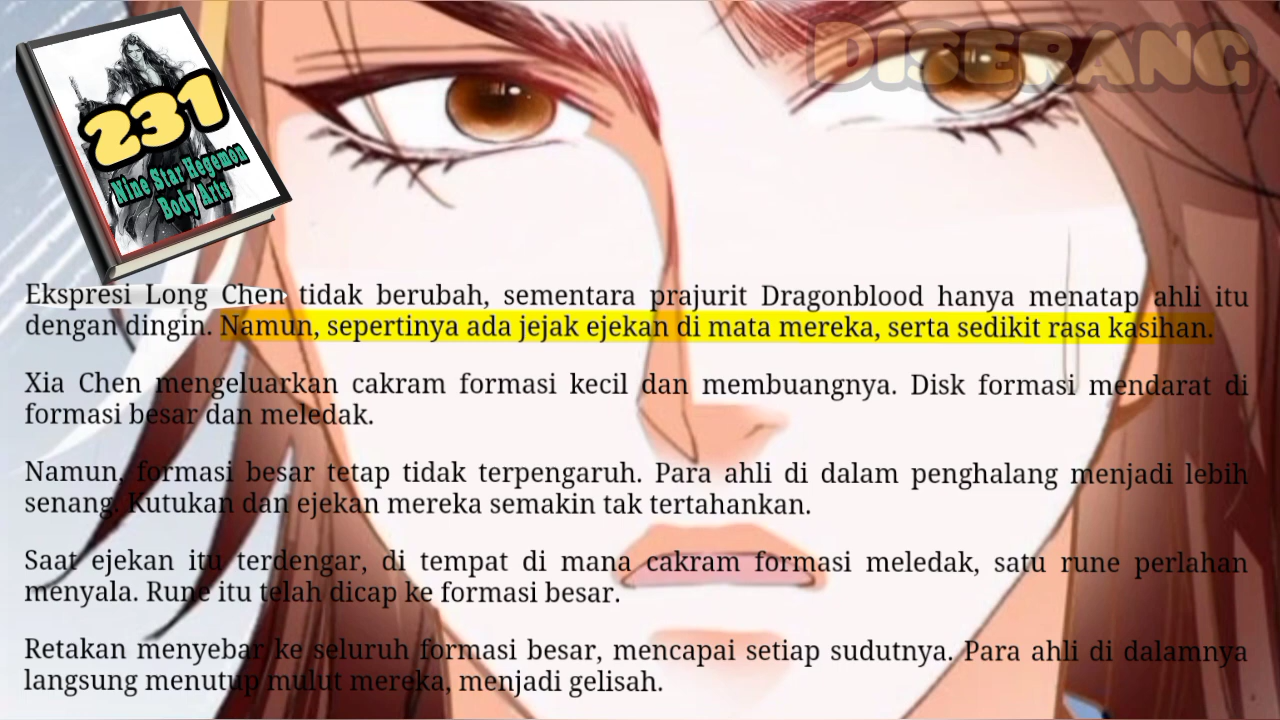 DISERANG
231
Nine Star Hegemon
Body Arts
Ekspresi Long Chen tidak berubah, sementara prajurit Dragonblood hanya menatap ahli itu
dengan dingin. Namun, sepertinya ada jejak ejekan di mata mereka, serta sedikit rasa kasihan.
Xia Chen mengeluarkan cakram formasi kecil dan membuangnya. Disk formasi mendarat di
formasi besar dan meledak.
Namun, formasi besar tetap tidak terpengaruh. Para ahli di dalam penghalang menjadi lebih
senang. Kutukan dan ejekan mereka semakin tak tertahankan.
Saat ejekan itu terdengar, di tempat di mana cakram formasi meledak, satu rune perlahan
menyala. Rune itu telah dicap ke formasi besar.
Retakan menyebar ke seluruh formasi besar, mencapai setiap sudutnya. Para ahli di dalamnya
langsung menutup mulut mereka, menjadi gelisah.